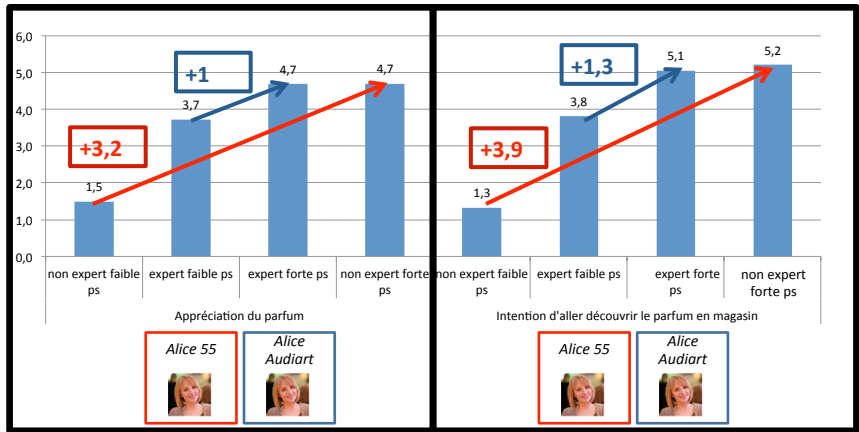 6,0
5,0
4,0
3,0
2,0
1,0
0,0
+3,2
+1
1,5
3,7
4,7
4,7
non expert faible ps
expert faible ps
expert forte ps
non expert forte ps
Appréciation du parfum
Alice 55
Alice
Audiart
+3,9
+1,3
1,3
3,8
5,1
5,2
non expert faible ps
expert faible ps
expert forte
ps
non expert
forte ps
Intention d'aller découvrir le parfum en magasin
Alice 55
Alice
Audiart